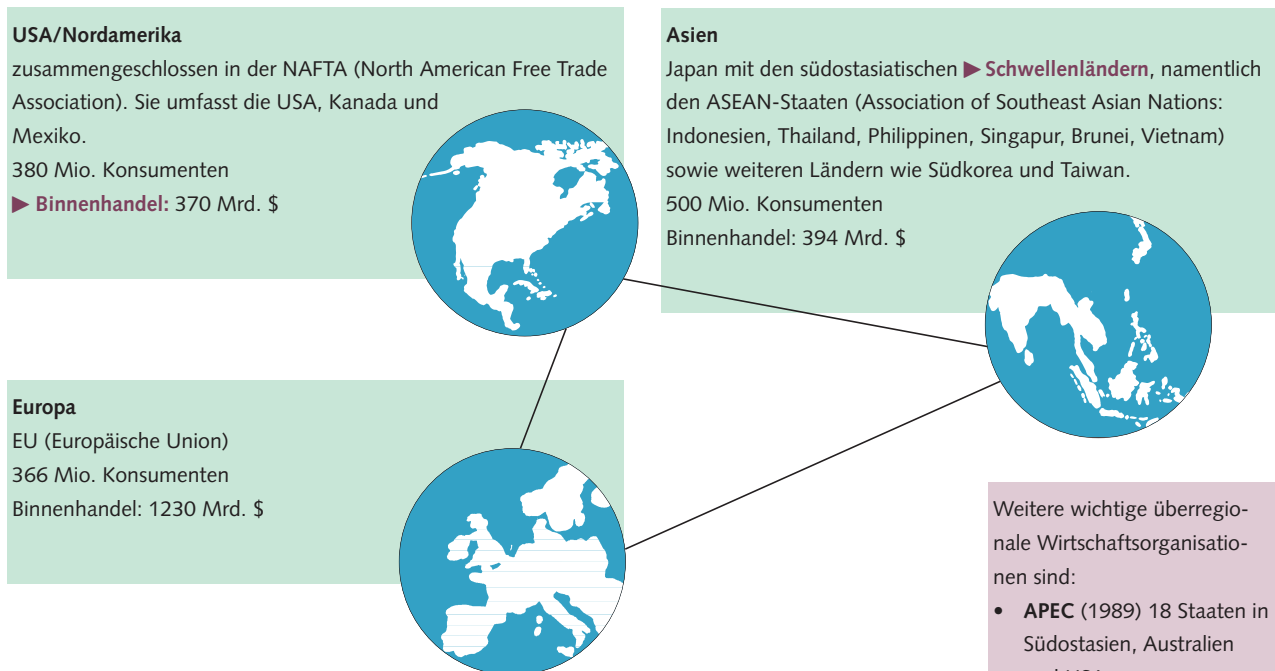 USA/Nordamerika
zusammengeschlossen in der NAFTA (North American Free Trade
Association). Sie umfasst die USA, Kanada und
Mexiko.
380 Mio. Konsumenten
▶ Binnenhandel: 370 Mrd. $
Asien
Japan mit den südostasiatischen ▶ Schwellenländern, namentlich
den ASEAN-Staaten (Association of Southeast Asian Nations:
Indonesien, Thailand, Philippinen, Singapur, Brunei, Vietnam)
sowie weiteren Ländern wie Südkorea und Taiwan.
500 Mio. Konsumenten
Binnenhandel: 394 Mrd. $
Europa
EU (Europäische Union)
366 Mio. Konsumenten
Binnenhandel: 1230 Mrd. $
Weitere wichtige überregio-
nale Wirtschaftsorganisatio-
nen sind:
• APEC (1989) 18 Staaten in
Südostasien, Australien